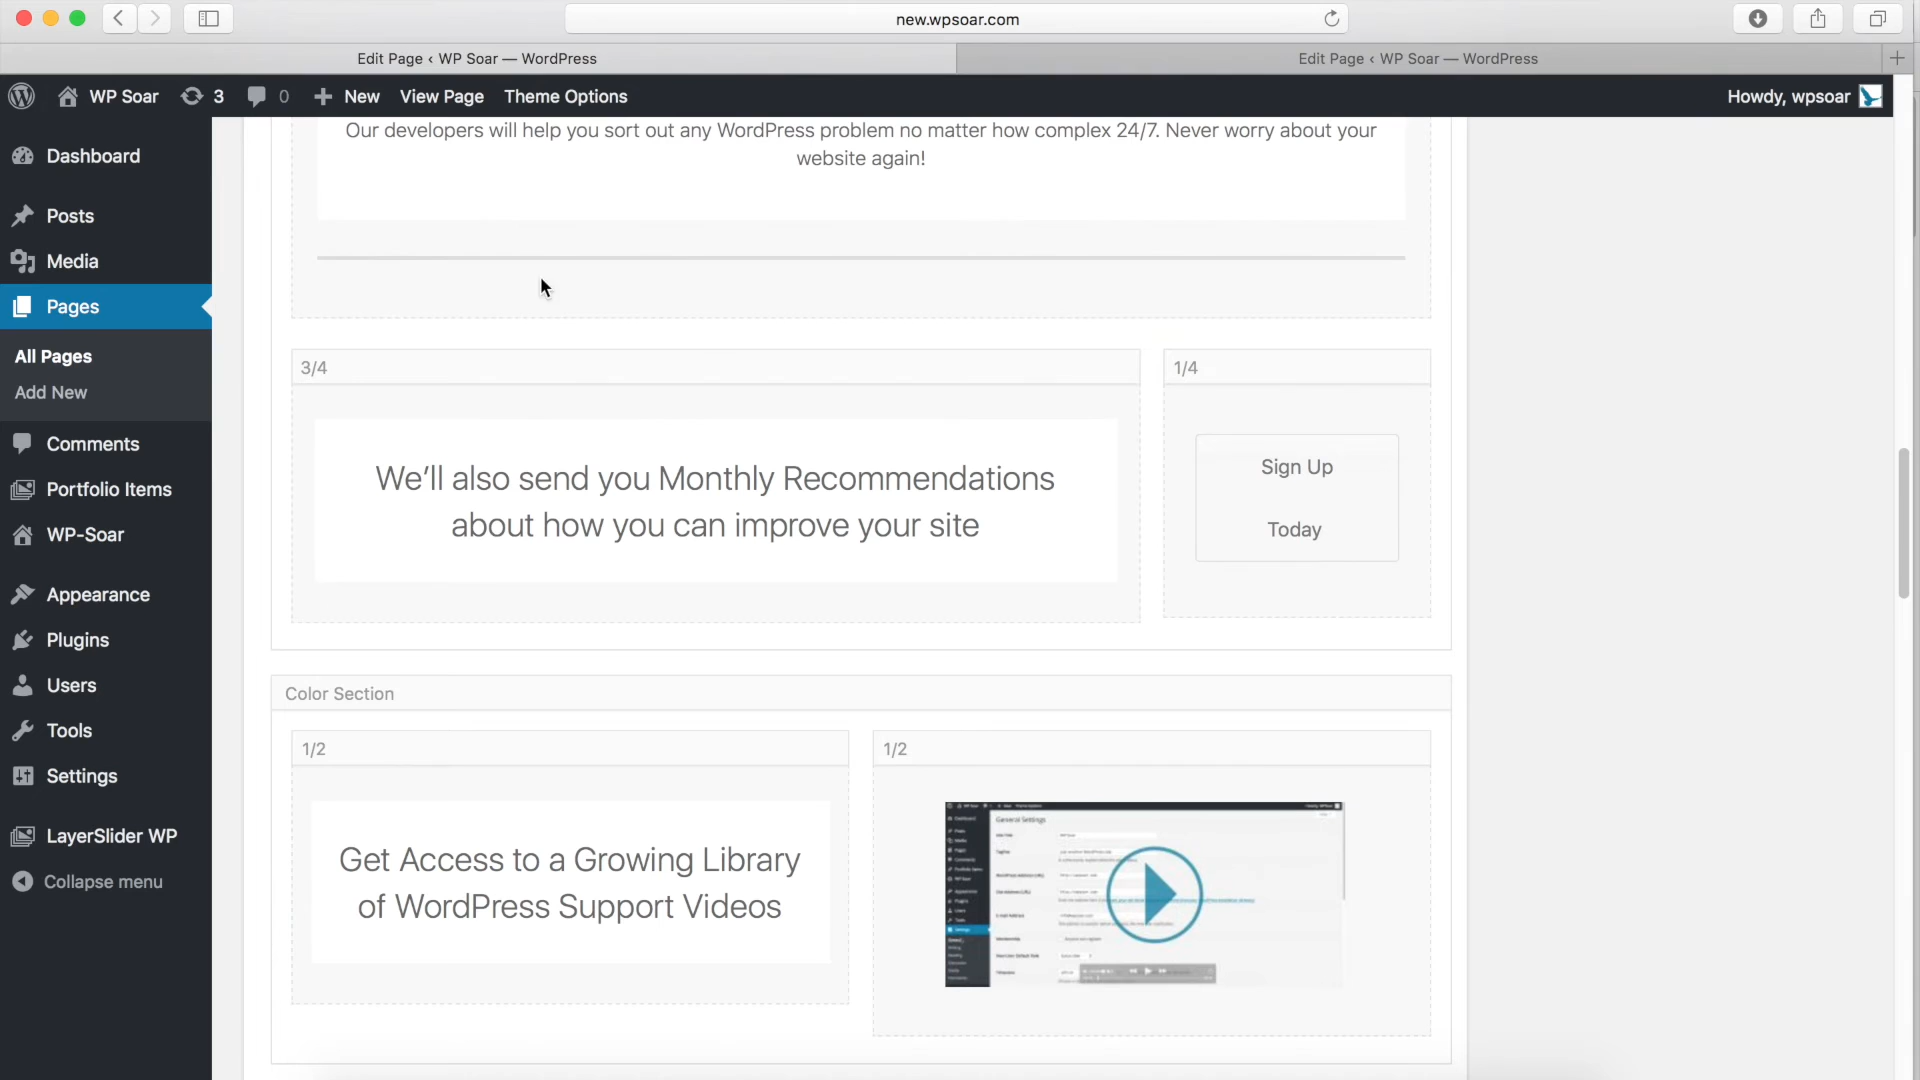 new.wpsoar.com
Edit Page ‹ WP Soar — WordPress
Edit Page ‹ WP Soar — WordPress
WP Soar
3
0
New
View Page
Theme Options
Howdy, wpsoar
Dashboard
Posts
Media
Pages
All Pages
Add New
Comments
Portfolio Items
WP-Soar
Appearance
Plugins
Users
Tools
Settings
LayerSlider WP
Collapse menu
Our developers will help you sort out any WordPress problem no matter how complex 24/7. Never worry about your
website again!
3/4
1/4
We'll also send you Monthly Recommendations
about how you can improve your site
Sign Up
Today
Color Section
1/2
1/2
Get Access to a Growing Library
of WordPress Support Videos
General Settings